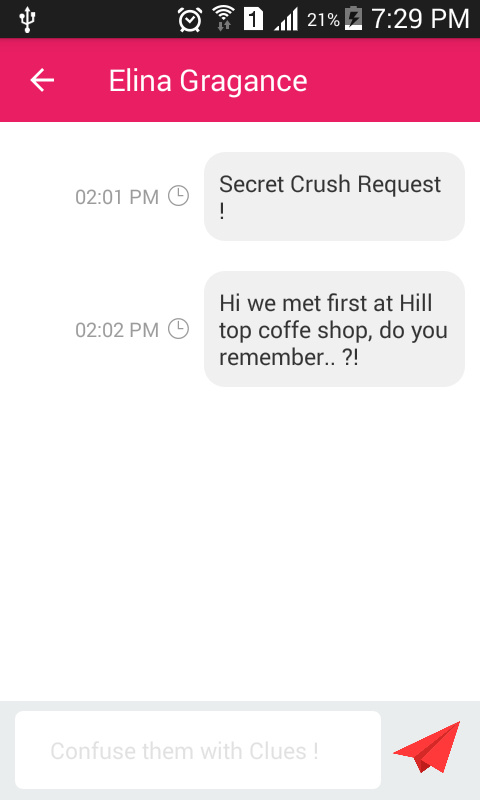 1 21% 7:29 PM
Elina Gragance
02:01 PM
Secret Crush Request
!
02:02 PM
Hi we met first at Hill
top coffe shop, do you
remember.. ?!
Confuse them with Clues !